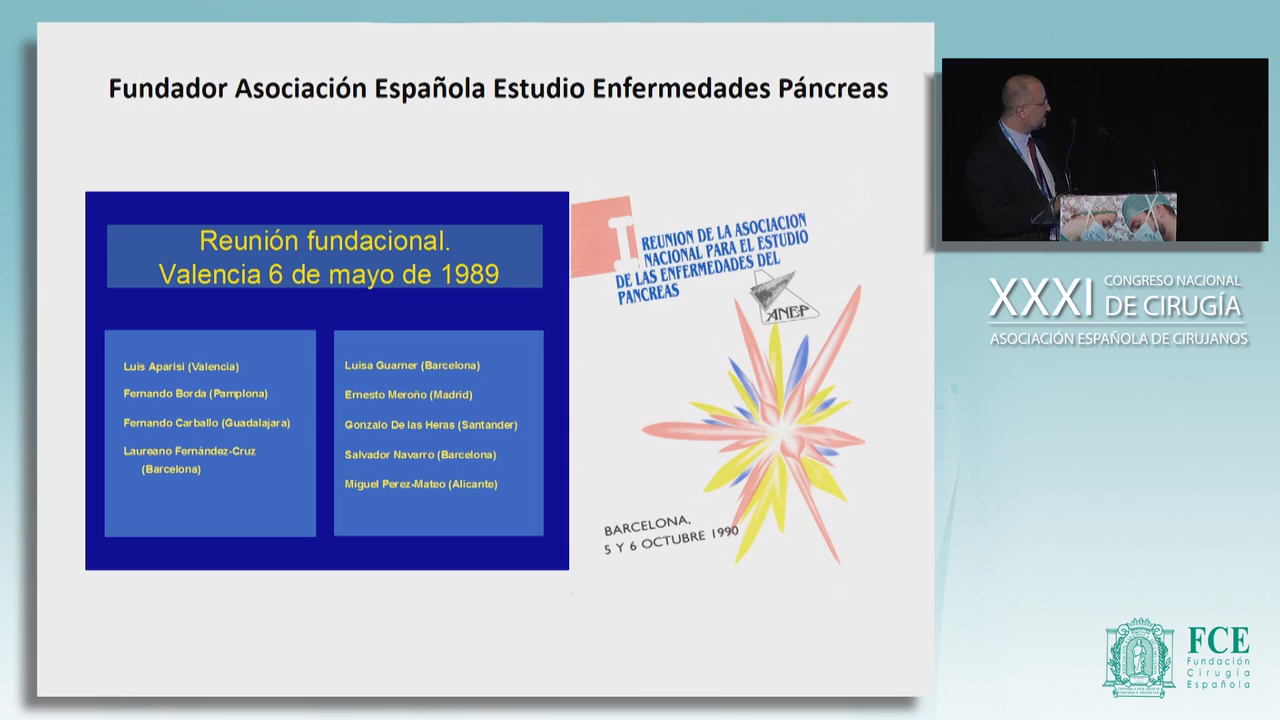 Fundador Asociación Española Estudio Enfermedades Páncreas
Reunión fundacional.
Valencia 6 de mayo de 1989
Luis Aparisi (Valencia)
Fernando Borda (Pamplona)
Fernando Carballo (Guadalajara)
Laureano Fernández-Cruz
(Barcelona)
Luisa Guarner (Barcelona)
Ernesto Meroño (Madrid)
Gonzalo De las Heras (Santander)
Salvador Navarro (Barcelona)
Miguel Perez-Mateo (Alicante)
I REUNION DE LA ASOCIACION
NACIONAL PARA EL ESTUDIO
DE LAS ENFERMEDADES DEL
PANCREAS
ANEP
BARCELONA,
5 Y 6 OCTUBRE 1990
XXXI CONGRESO NACIONAL
DE CIRUGÍA
ASOCIACIÓN ESPAÑOLA DE CIRUJANOS
FCE
Fundación
Cirugía
Española